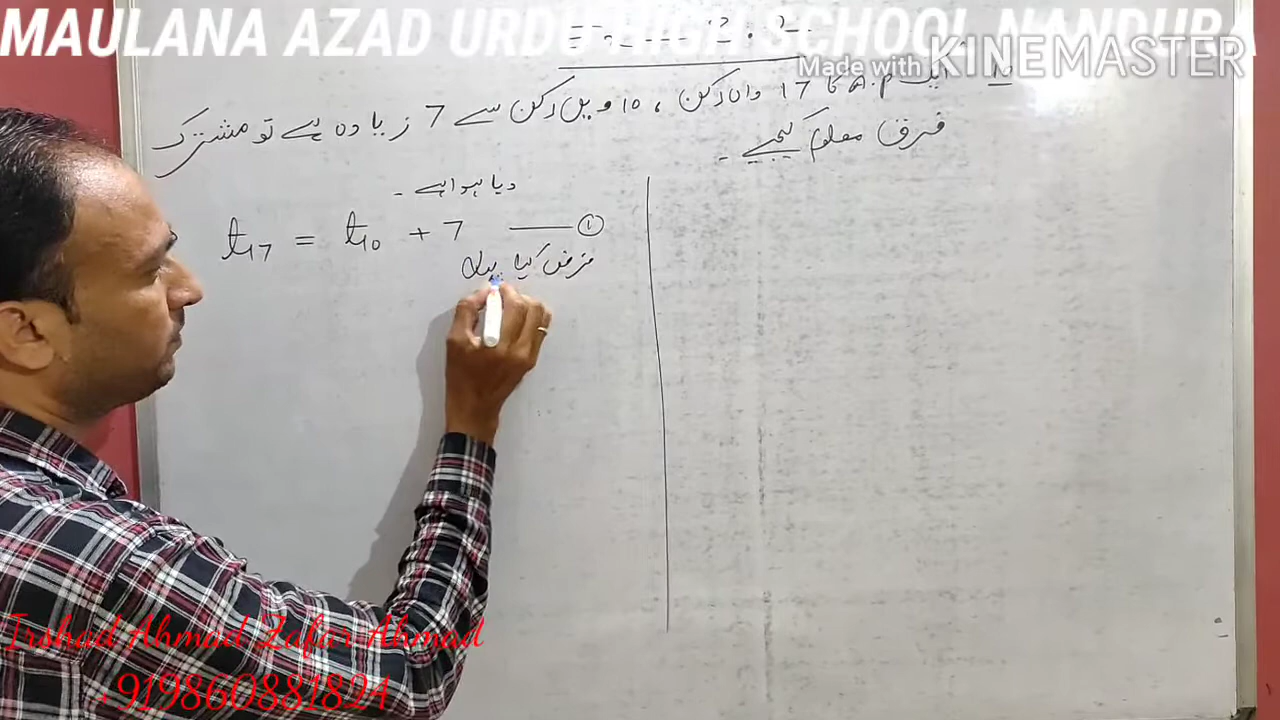 MAULANA AZAD URDU HIGH SCHOOL NANDURA
Made with KINEMASTER
ایک A.P کا 17 واں رکن ، 10 ویں رکن سے 7 زیادہ ہے تو مشترک
فرق معلوم کیجیے ۔
دیا ہوا ہے ۔
t17 = t10 + 7 —— ①
فرض کیا پہلا
Irshad Ahmad Zafar Ahmad
+919860881824